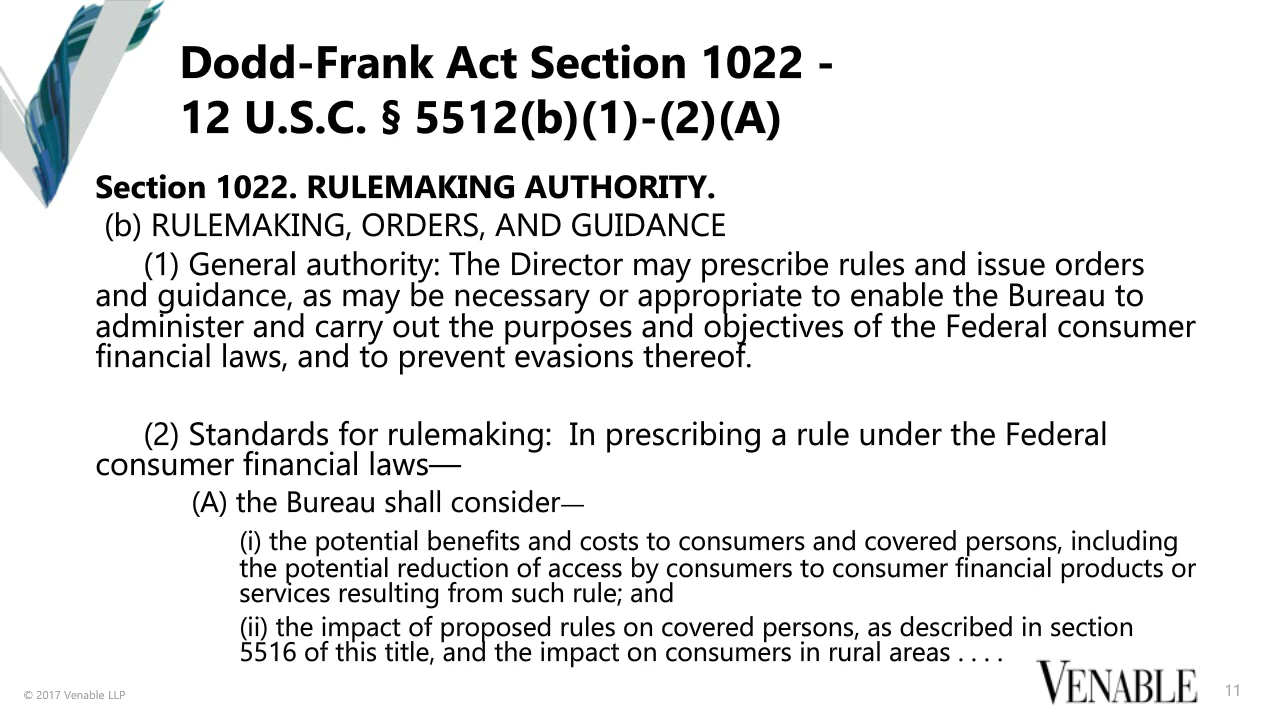 Dodd-Frank Act Section 1022 -
12 U.S.C. § 5512(b)(1)-(2)(A)
Section 1022. RULEMAKING AUTHORITY.
(b) RULEMAKING, ORDERS, AND GUIDANCE
(1) General authority: The Director may prescribe rules and issue orders
and guidance, as may be necessary or appropriate to enable the Bureau to
administer and carry out the purposes and objectives of the Federal consumer
financial laws, and to prevent evasions thereof.
(2) Standards for rulemaking:  In prescribing a rule under the Federal
consumer financial laws—
(A) the Bureau shall consider—
(i) the potential benefits and costs to consumers and covered persons, including
the potential reduction of access by consumers to consumer financial products or
services resulting from such rule; and
(ii) the impact of proposed rules on covered persons, as described in section
5516 of this title, and the impact on consumers in rural areas . . . .
© 2017 Venable LLP
VENABLE
11